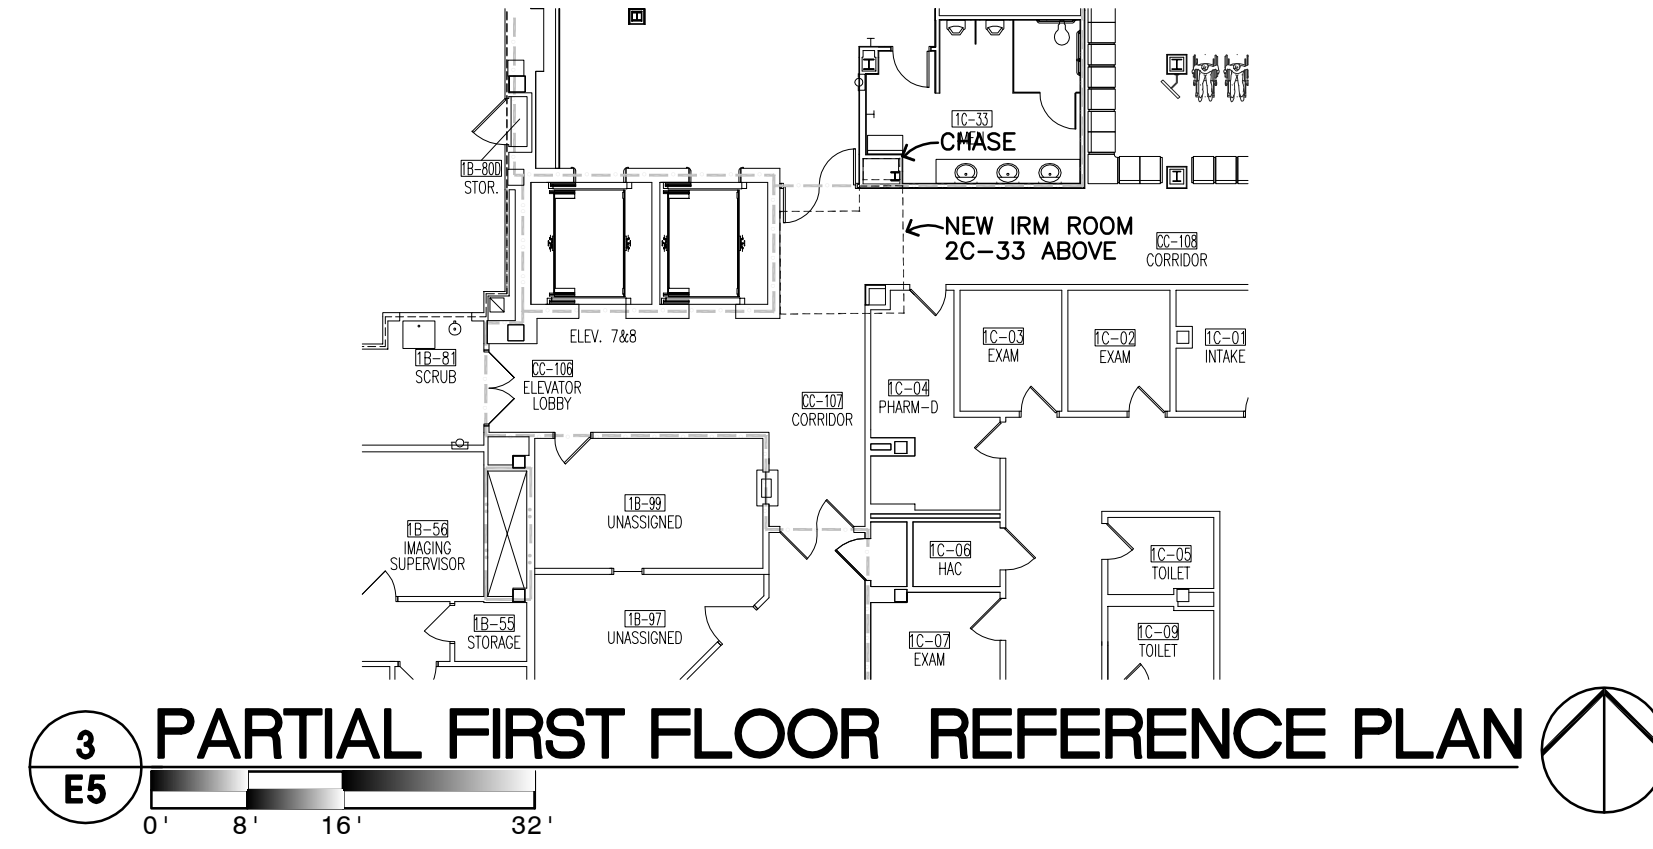 1C-33
MEN
CHASE
1B-80D
STOR.
NEW IRM ROOM
2C-33 ABOVE
CC-108
CORRIDOR
ELEV. 7&8
1C-03
EXAM
1C-02
EXAM
1C-01
INTAKE
1B-81
SCRUB
CC-106
ELEVATOR
LOBBY
1C-04
PHARM-D
CC-107
CORRIDOR
1B-99
UNASSIGNED
1B-56
IMAGING
SUPERVISOR
1C-06
HAC
1C-05
TOILET
1B-55
STORAGE
1B-97
UNASSIGNED
1C-07
EXAM
1C-09
TOILET
3
E5
PARTIAL FIRST FLOOR REFERENCE PLAN
0' 8' 16' 32'